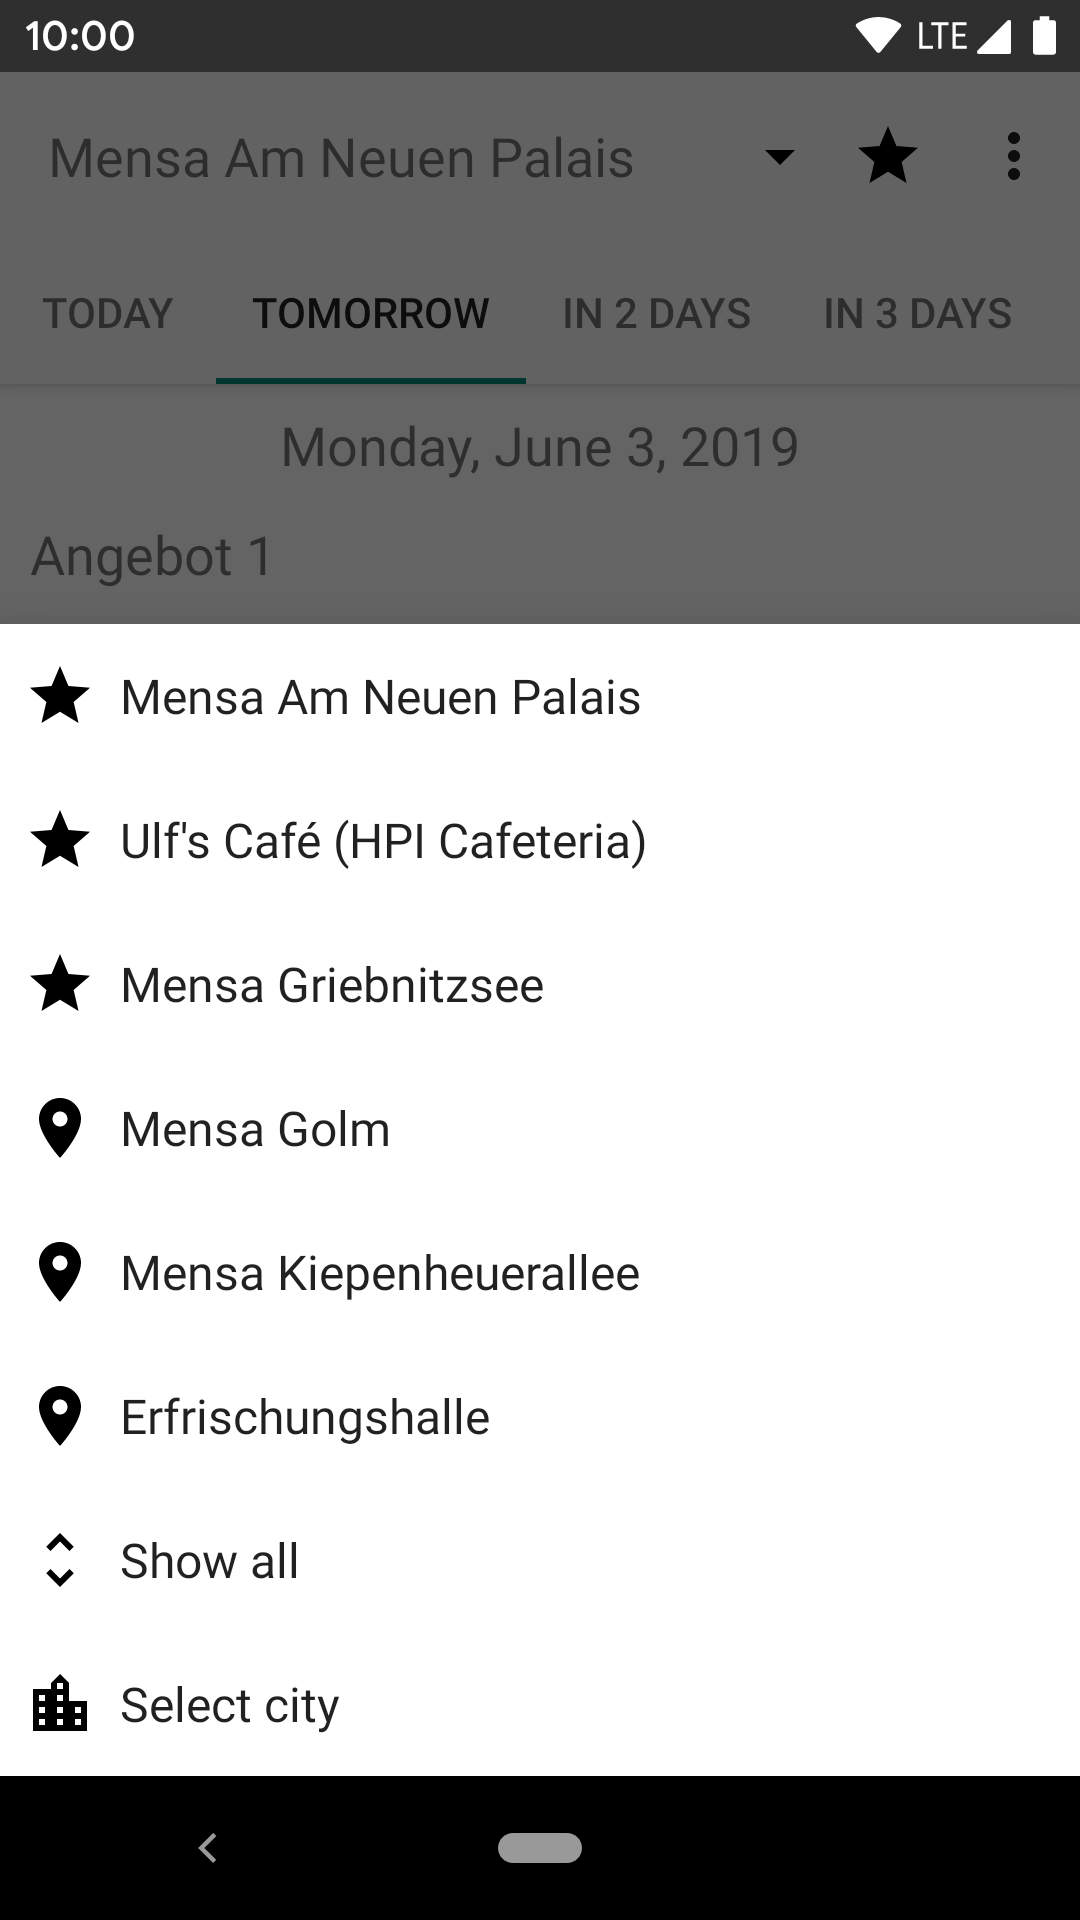 10:00 LTE
Mensa Am Neuen Palais
TODAY TOMORROW IN 2 DAYS IN 3 DAYS
Monday, June 3, 2019
Angebot 1
Mensa Am Neuen Palais
Ulf's Café (HPI Cafeteria)
Mensa Griebnitzsee
Mensa Golm
Mensa Kiepenheuerallee
Erfrischungshalle
Show all
Select city